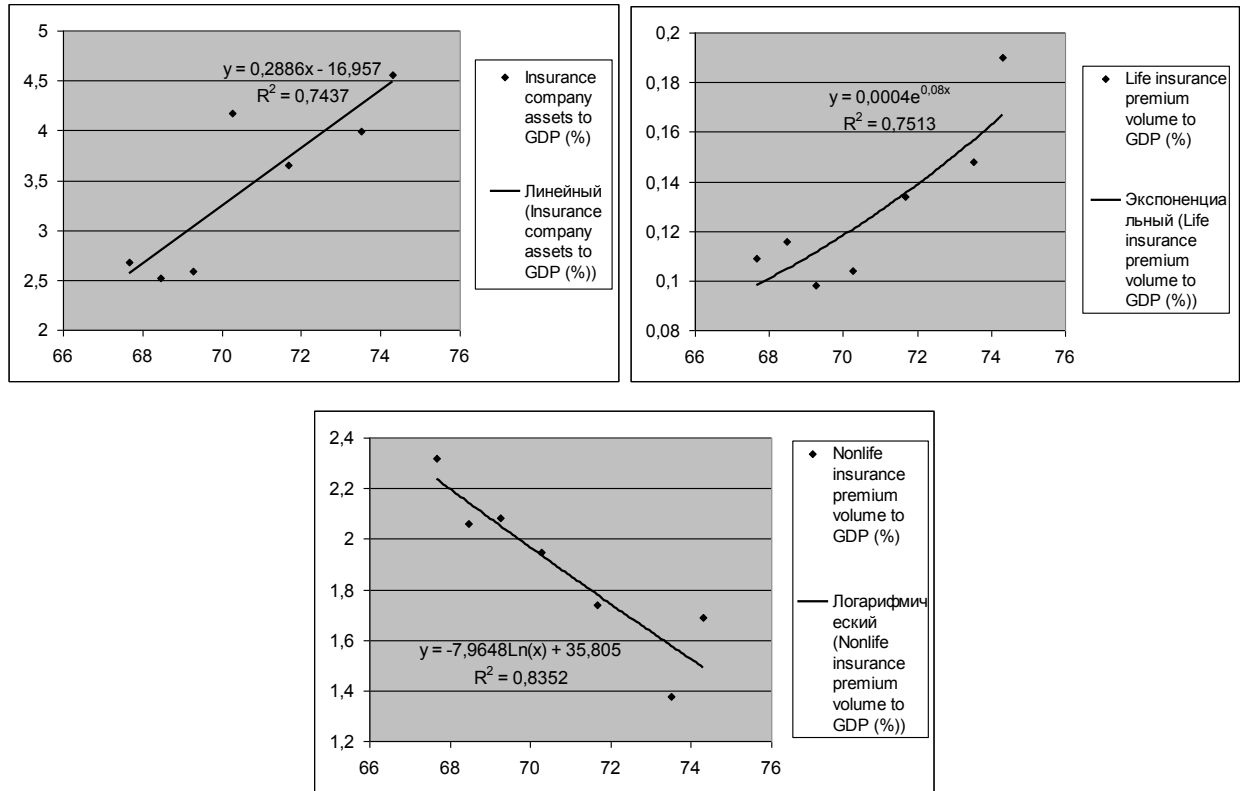 5
4,5
4
3,5
3
2,5
2
66 68 70 72 74 76
y = 0,2886x - 16,957
R² = 0,7437
Insurance
company
assets to
GDP (%)
Линейный
(Insurance
company
assets to
GDP (%))
0,2
0,18
0,16
0,14
0,12
0,1
0,08
66 68 70 72 74 76
y = 0,0004e^0,08x
R² = 0,7513
Life insurance
premium
volume to
GDP (%)
Экспоненциа
льный (Life
insurance
premium
volume to
GDP (%))
2,4
2,2
2
1,8
1,6
1,4
1,2
66 68 70 72 74 76
y = -7,9648Ln(x) + 35,805
R² = 0,8352
Nonlife
insurance
premium
volume to
GDP (%)
Логарифмич
еский
(Nonlife
insurance
premium
volume to
GDP (%))